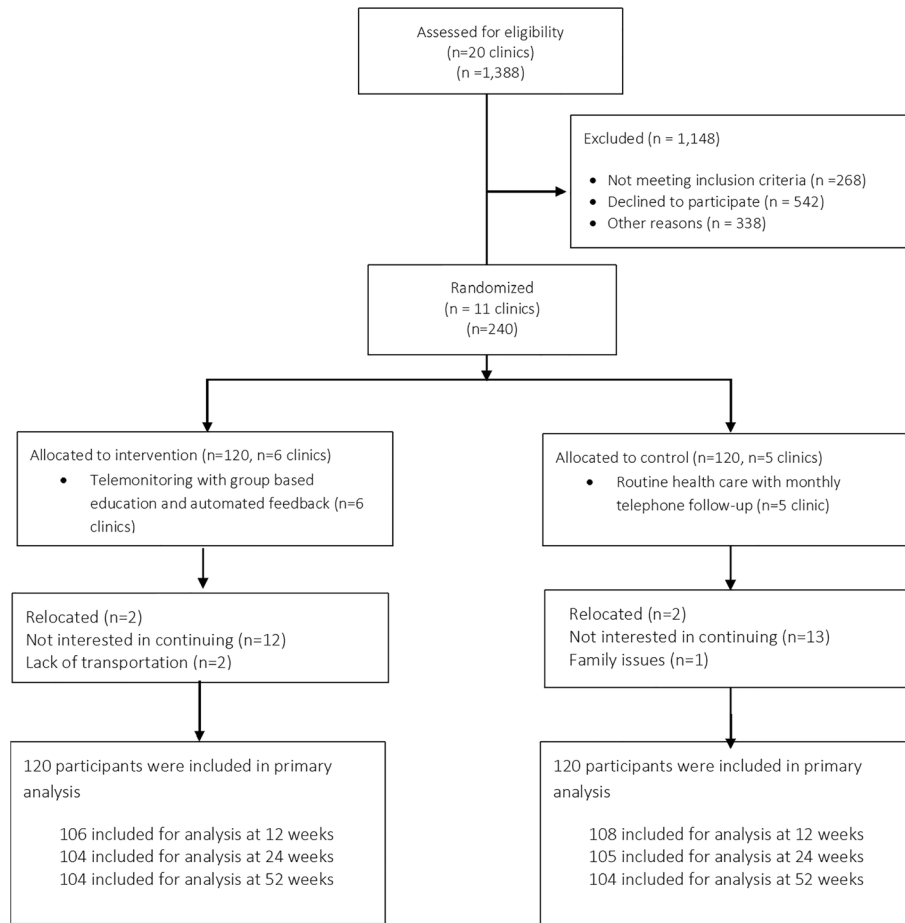 Assessed for eligibility
(n=20 clinics)
(n =1,388)
Excluded (n = 1,148)
• Not meeting inclusion criteria (n =268)
• Declined to participate (n = 542)
• Other reasons (n = 338)
Randomized
(n = 11 clinics)
(n=240)
Allocated to intervention (n=120, n=6 clinics)
• Telemonitoring with group based
education and automated feedback (n=6
clinics)
Allocated to control (n=120, n=5 clinics)
• Routine health care with monthly
telephone follow-up (n=5 clinic)
Relocated (n=2)
Not interested in continuing (n=12)
Lack of transportation (n=2)
Relocated (n=2)
Not interested in continuing (n=13)
Family issues (n=1)
120 participants were included in primary
analysis
106 included for analysis at 12 weeks
104 included for analysis at 24 weeks
104 included for analysis at 52 weeks
120 participants were included in primary
analysis
108 included for analysis at 12 weeks
105 included for analysis at 24 weeks
104 included for analysis at 52 weeks